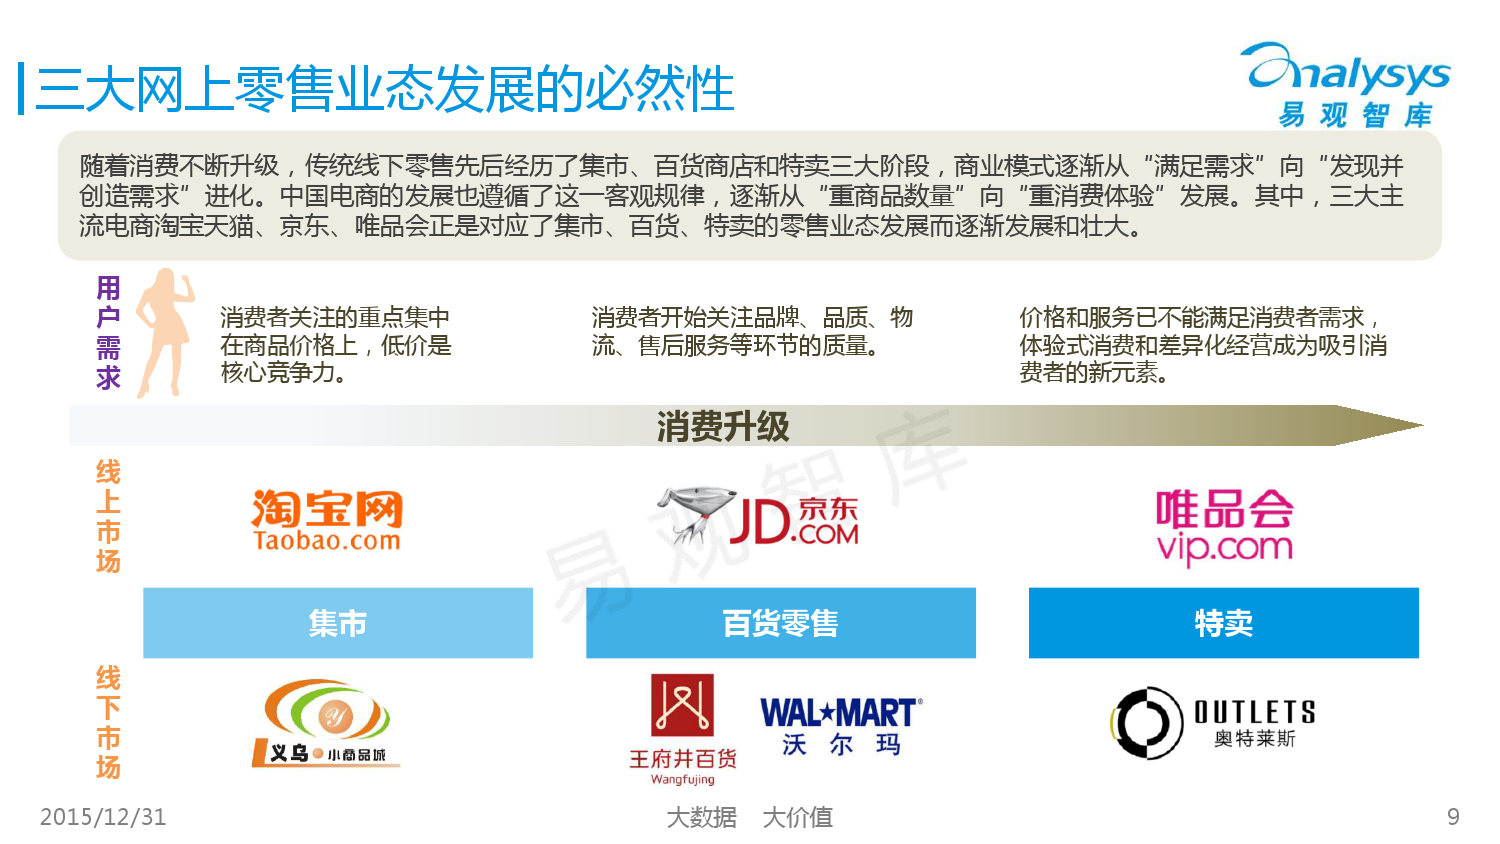 三大网上零售业态发展的必然性
analysys
易观智库
随着消费不断升级，传统线下零售先后经历了集市、百货商店和特卖三大阶段，商业模式逐渐从“满足需求”向“发现并
创造需求”进化。中国电商的发展也遵循了这一客观规律，逐渐从“重商品数量”向“重消费体验”发展。其中，三大主
流电商淘宝天猫、京东、唯品会正是对应了集市、百货、特卖的零售业态发展而逐渐发展和壮大。
用户需求
消费者关注的重点集中
在商品价格上，低价是
核心竞争力。
消费者开始关注品牌、品质、物
流、售后服务等环节的质量。
价格和服务已不能满足消费者需求，
体验式消费和差异化经营成为吸引消
费者的新元素。
消费升级
易观智库
线上市场
淘宝网
Taobao.com
JD京东
.COM
唯品会
vip.com
集市
百货零售
特卖
线下市场
义乌小商品城
王府井百货
Wangfujing
WAL★MART®
沃尔玛
OUTLETS
奥特莱斯
2015/12/31
大数据 大价值
9